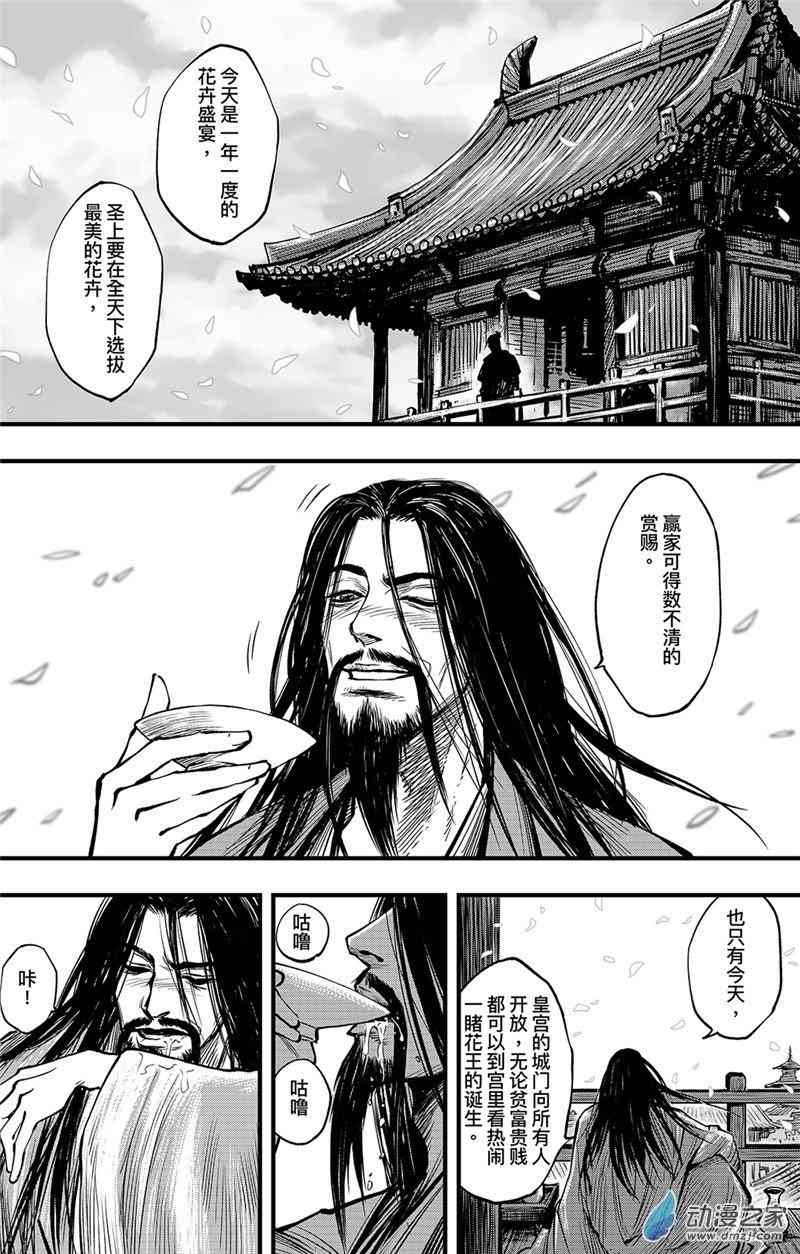 今天是一年一度的
花卉盛宴，
圣上要在全天下选拔
最美的花卉，
赢家可得数不清的
赏赐。
也只有今天，
皇宫的城门向所有人
开放，无论贫富贵贱
都可以到宫里看热闹
一睹花王的诞生。
咕噜
咕噜
咔！
动漫之家
www.dmzj.com